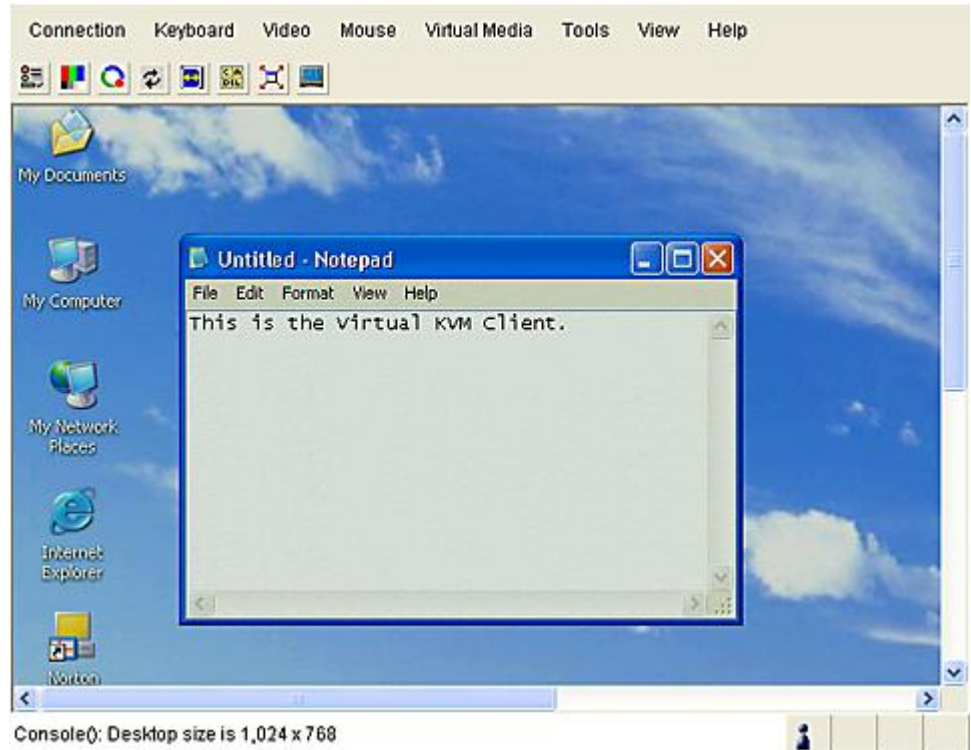 Connection Keyboard Video Mouse Virtual Media Tools View Help
My Documents
My Computer
My Network
Places
Internet
Explorer
Norton
Untitled - Notepad
File Edit Format View Help
This is the Virtual KVM Client.
Console(): Desktop size is 1,024 x 768